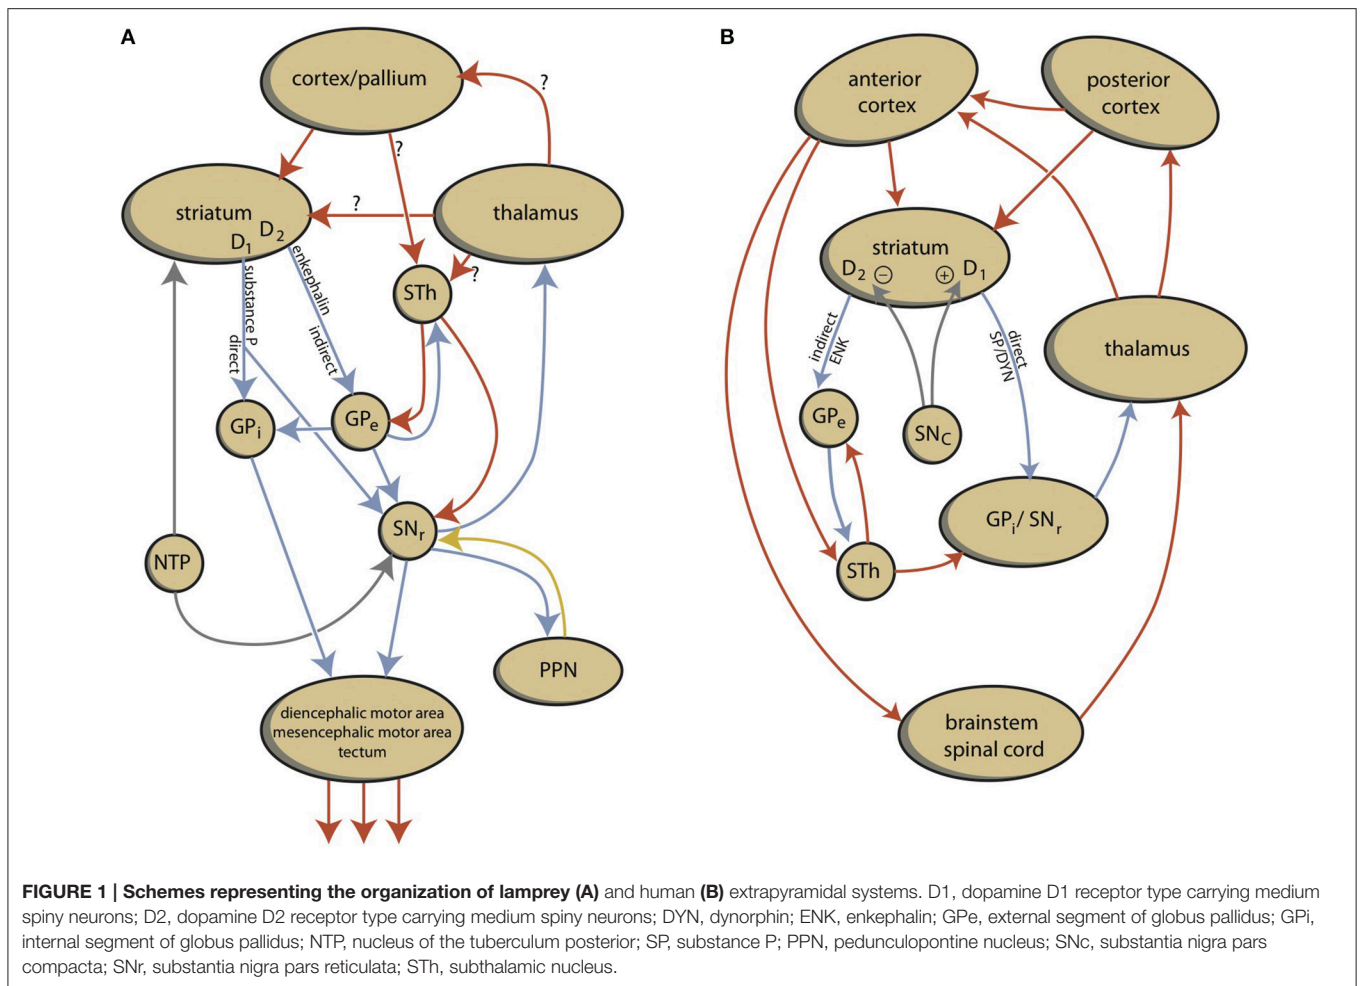 A
cortex/pallium
?
?
striatum
D1
D2
?
thalamus
?
substance P
direct
enkephalin
indirect
STh
GPi
GPe
SNr
NTP
PPN
diencephalic motor area
mesencephalic motor area
tectum
B
anterior
cortex
posterior
cortex
striatum
D2
−
+
D1
indirect
ENK
direct
SP/DYN
thalamus
GPe
SNC
GPi/ SNr
STh
brainstem
spinal cord
FIGURE 1 | Schemes representing the organization of lamprey (A) and human (B) extrapyramidal systems. D1, dopamine D1 receptor type carrying medium
spiny neurons; D2, dopamine D2 receptor type carrying medium spiny neurons; DYN, dynorphin; ENK, enkephalin; GPe, external segment of globus pallidus; GPi,
internal segment of globus pallidus; NTP, nucleus of the tuberculum posterior; SP, substance P; PPN, pedunculopontine nucleus; SNc, substantia nigra pars
compacta; SNr, substantia nigra pars reticulata; STh, subthalamic nucleus.